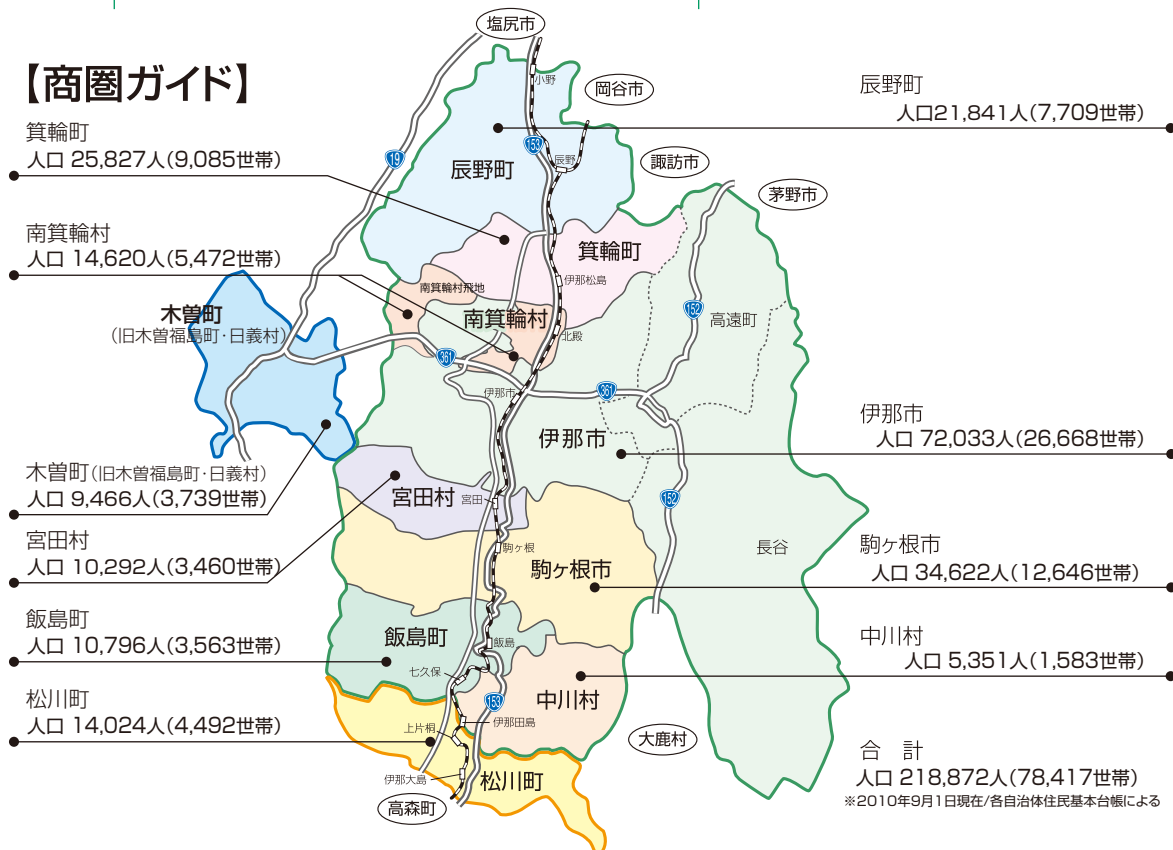 【商圏ガイド】
箕輪町
人口 25,827人(9,085世帯)
南箕輪村
人口 14,620人(5,472世帯)
木曽町
(旧木曽福島町・日義村)
木曽町(旧木曽福島町・日義村)
人口 9,466人(3,739世帯)
宮田村
人口 10,292人(3,460世帯)
飯島町
人口 10,796人(3,563世帯)
松川町
人口 14,024人(4,492世帯)
塩尻市
小野
岡谷市
19
153
辰野
辰野町
諏訪市
茅野市
箕輪町
伊那松島
南箕輪村飛地
南箕輪村
北殿
152
高遠町
361
伊那市
361
伊那市
宮田村
宮田
152
駒ヶ根
駒ヶ根市
長谷
飯島町
飯島
七久保
153
中川村
上片桐
伊那田島
大鹿村
伊那大島
松川町
高森町
辰野町
人口21,841人(7,709世帯)
伊那市
人口 72,033人(26,668世帯)
駒ヶ根市
人口 34,622人(12,646世帯)
中川村
人口 5,351人(1,583世帯)
合 計
人口 218,872人(78,417世帯)
※2010年9月1日現在/各自治体住民基本台帳による